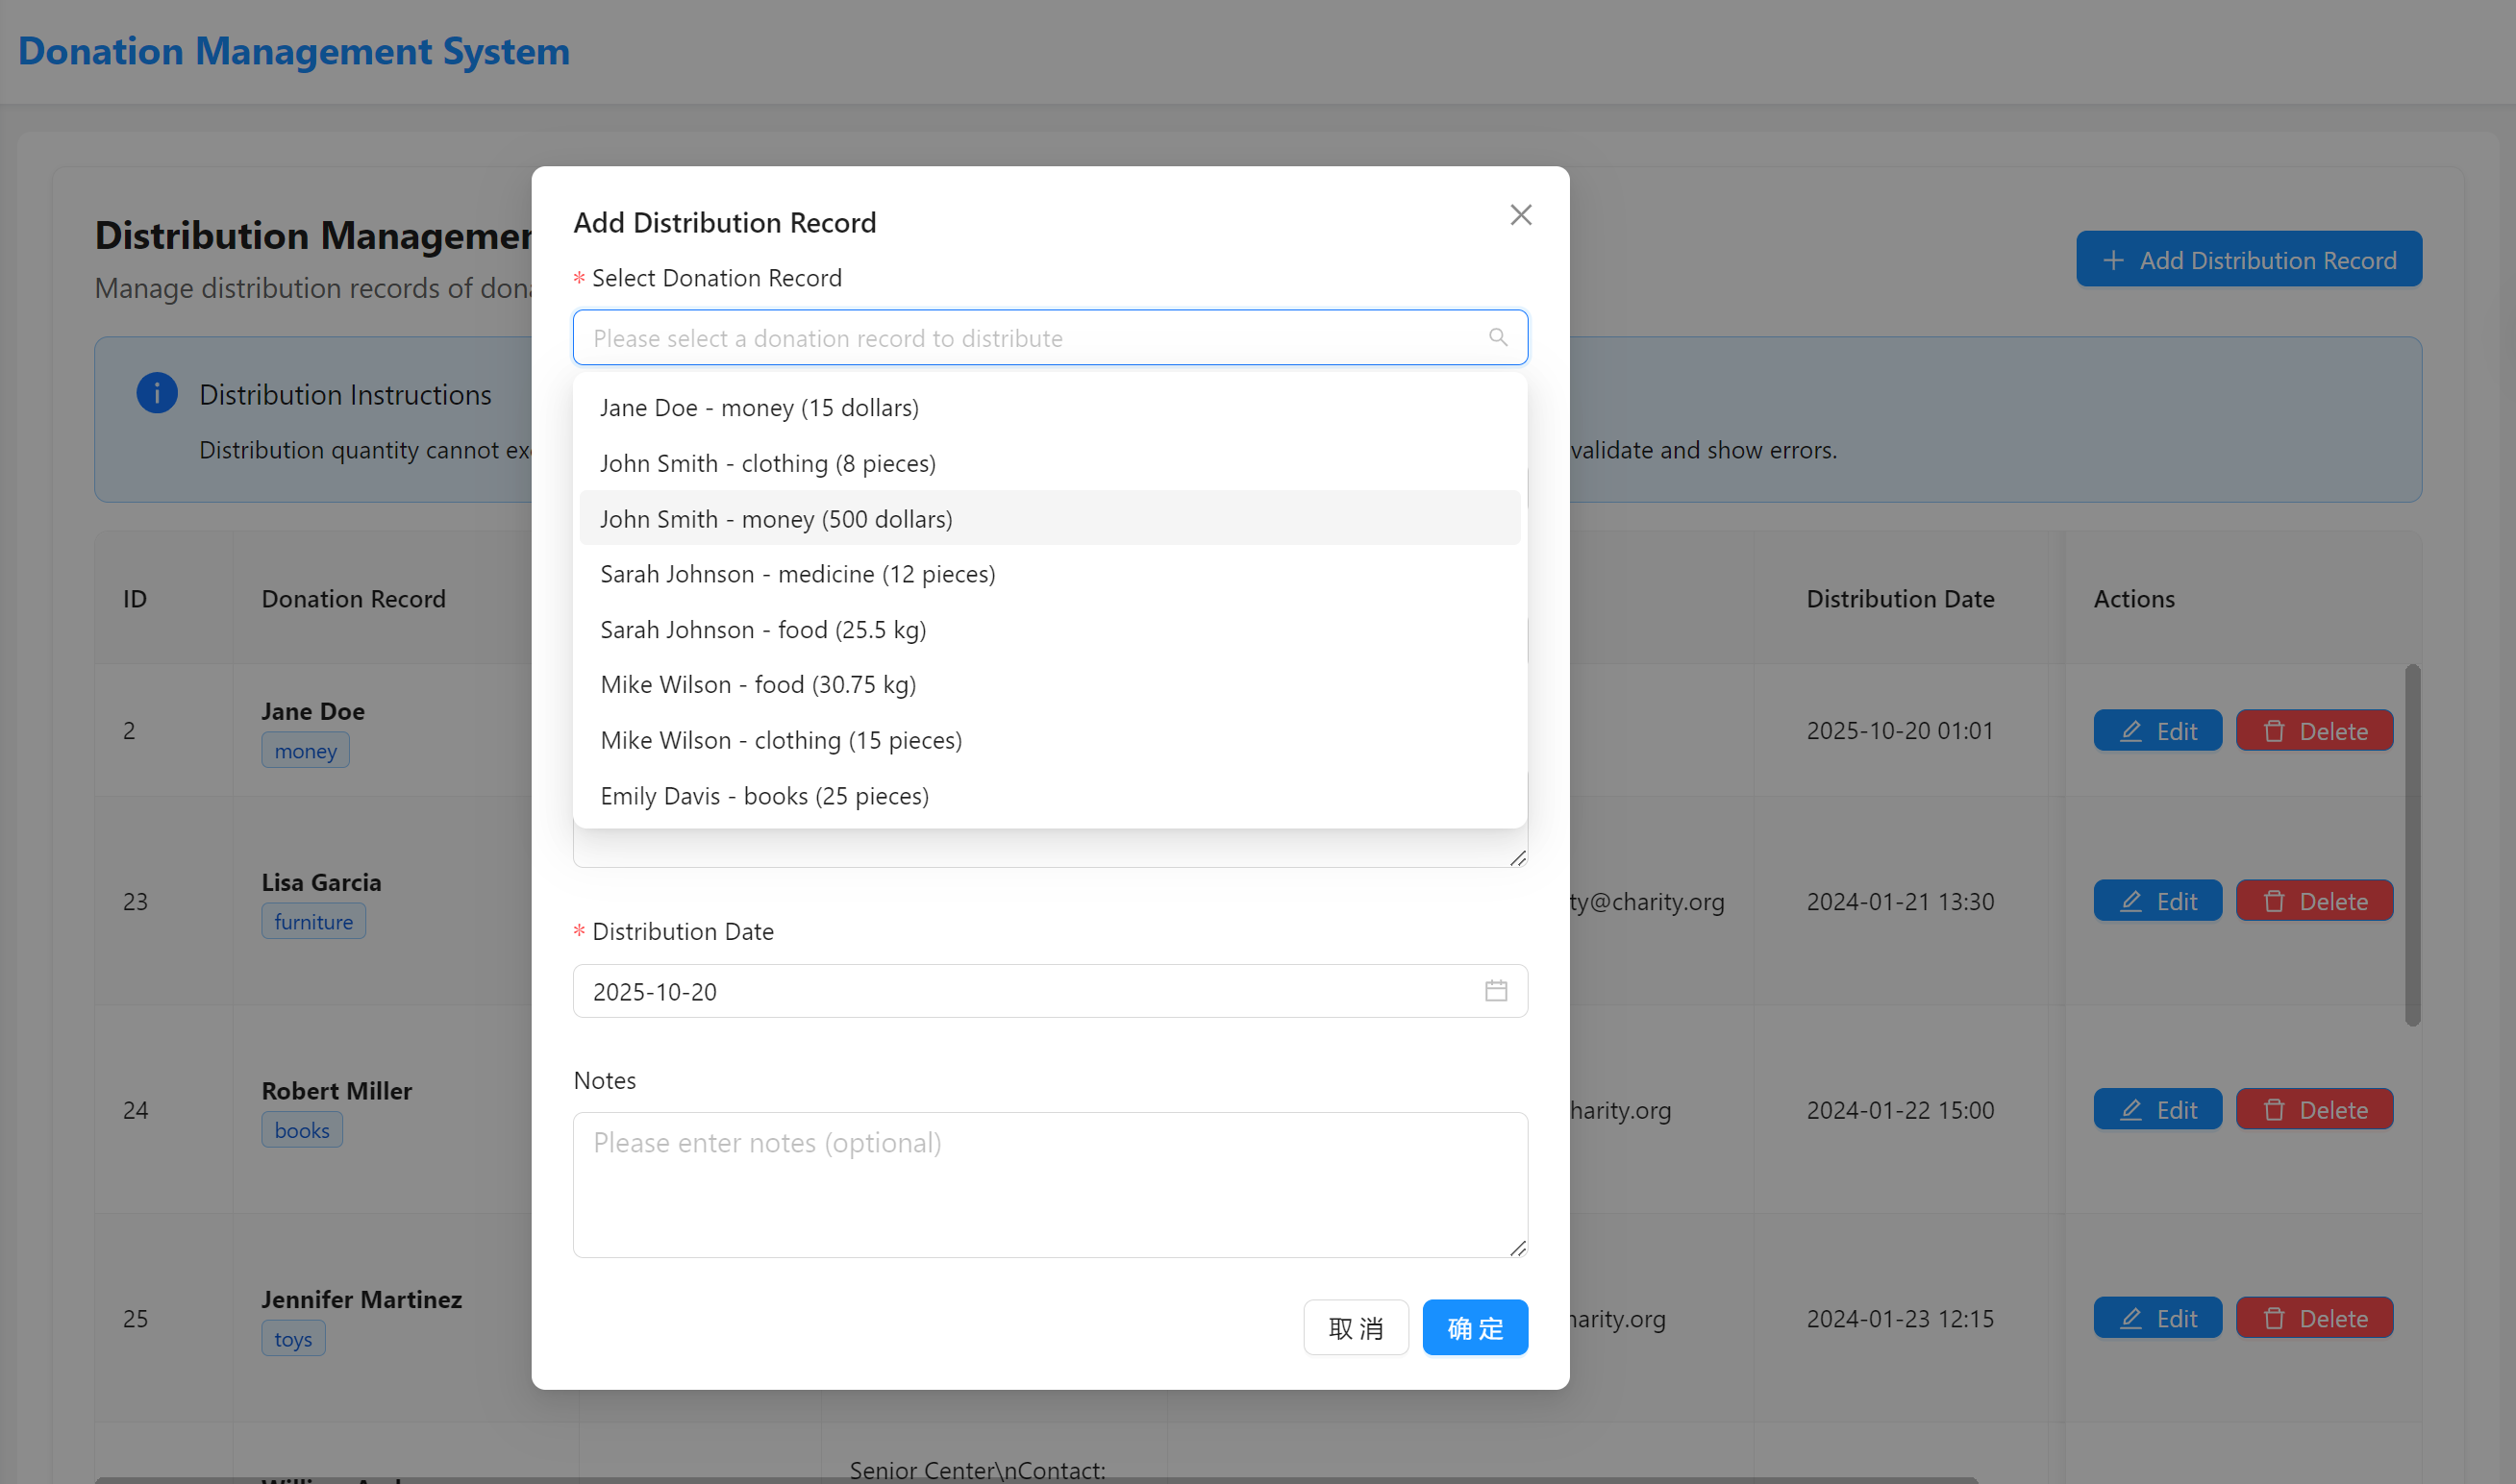 Donation Management System
Distribution Managemen
Manage distribution records of dona
Add Distribution Record
Distribution Instructions
Distribution quantity cannot exc
validate and show errors.
Add Distribution Record
* Select Donation Record
Please select a donation record to distribute
Jane Doe - money (15 dollars)
John Smith - clothing (8 pieces)
John Smith - money (500 dollars)
Sarah Johnson - medicine (12 pieces)
Sarah Johnson - food (25.5 kg)
Mike Wilson - food (30.75 kg)
Mike Wilson - clothing (15 pieces)
Emily Davis - books (25 pieces)
* Distribution Date
2025-10-20
Notes
Please enter notes (optional)
取 消
确 定
ID Donation Record Distribution Date Actions
2 Jane Doe 2025-10-20 01:01 Edit Delete
money
23 Lisa Garcia ty@charity.org 2024-01-21 13:30 Edit Delete
furniture
24 Robert Miller harity.org 2024-01-22 15:00 Edit Delete
books
25 Jennifer Martinez harity.org 2024-01-23 12:15 Edit Delete
toys
Senior Center\nContact: